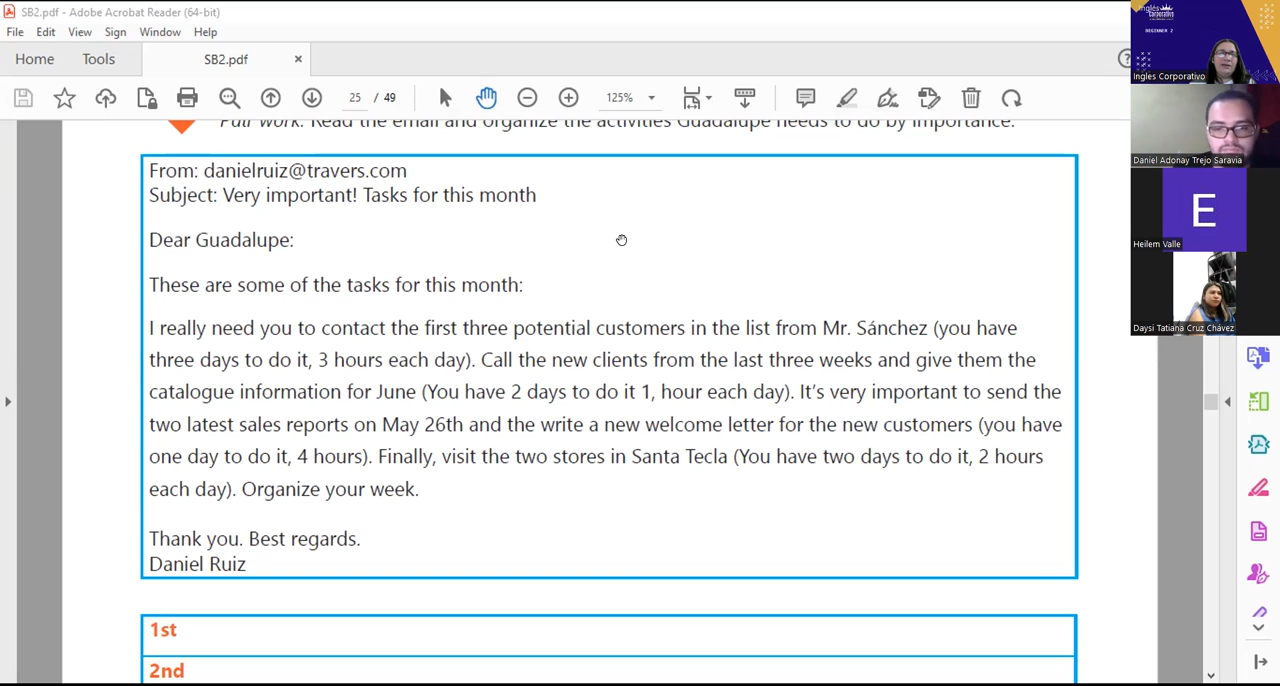 SB2.pdf - Adobe Acrobat Reader (64-bit)
File Edit View Sign Window Help
Home Tools SB2.pdf ×
25 / 49 125%
Pair work. Read the email and organize the activities Guadalupe needs to do by importance.
From: danielruiz@travers.com
Subject: Very important! Tasks for this month
Dear Guadalupe:
These are some of the tasks for this month:
I really need you to contact the first three potential customers in the list from Mr. Sánchez (you have
three days to do it, 3 hours each day). Call the new clients from the last three weeks and give them the
catalogue information for June (You have 2 days to do it 1, hour each day). It's very important to send the
two latest sales reports on May 26th and the write a new welcome letter for the new customers (you have
one day to do it, 4 hours). Finally, visit the two stores in Santa Tecla (You have two days to do it, 2 hours
each day). Organize your week.
Thank you. Best regards.
Daniel Ruiz
1st
2nd
Inglés
Corporativo
BEGINNER 2
Ingles Corporativo
Daniel Adonay Trejo Saravia
E
Heilem Valle
Daysi Tatiana Cruz Chávez